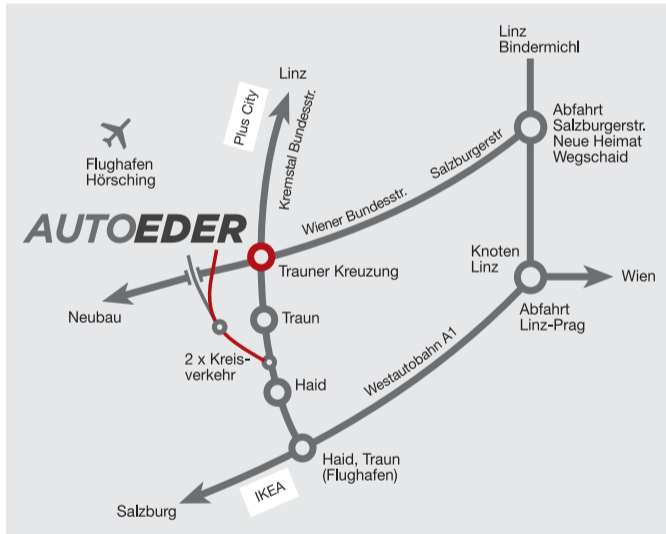 Linz
Bindermichl
Linz
Plus City
Kremstal Bundesstr.
Abfahrt
Salzburgerstr.
Neue Heimat
Wegschaid
Flughafen
Hörsching
Salzburgerstr
Wiener Bundesstr.
AUTOEDER
Trauner Kreuzung
Knoten
Linz
Wien
Neubau
Traun
Abfahrt
Linz-Prag
2 x Kreis-
verkehr
Westautobahn A1
Haid
Haid, Traun
(Flughafen)
IKEA
Salzburg